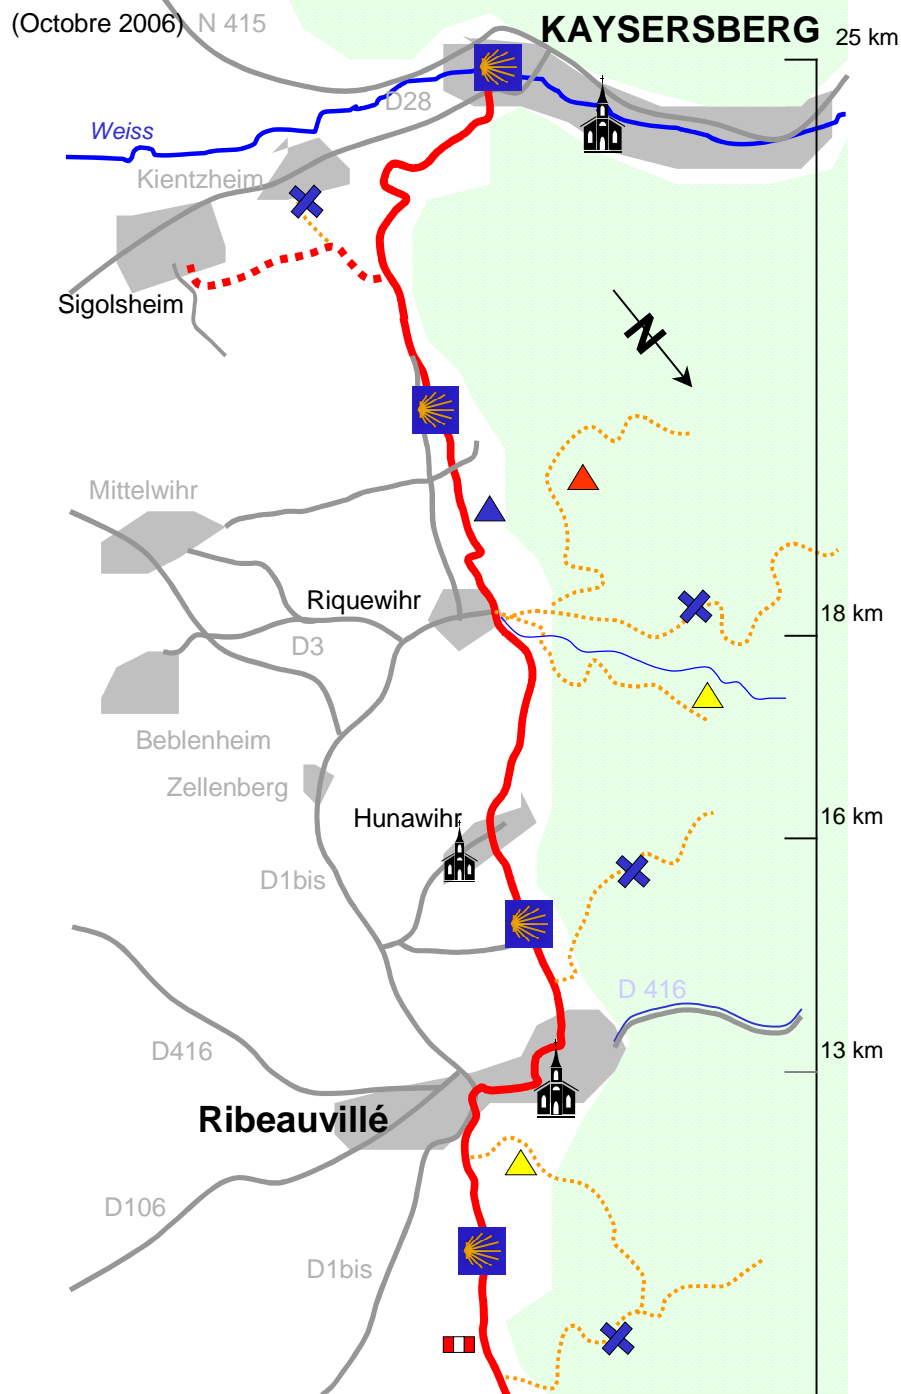 (Octobre 2006)
N 415
KAYSERSBERG
25 km
D28
Weiss
Kientzheim
Sigolsheim
N
Mittelwihr
Riquewihr
18 km
D3
Beblenheim
Zellenberg
Hunawihr
16 km
D1bis
D 416
D416
13 km
Ribeauvillé
D106
D1bis